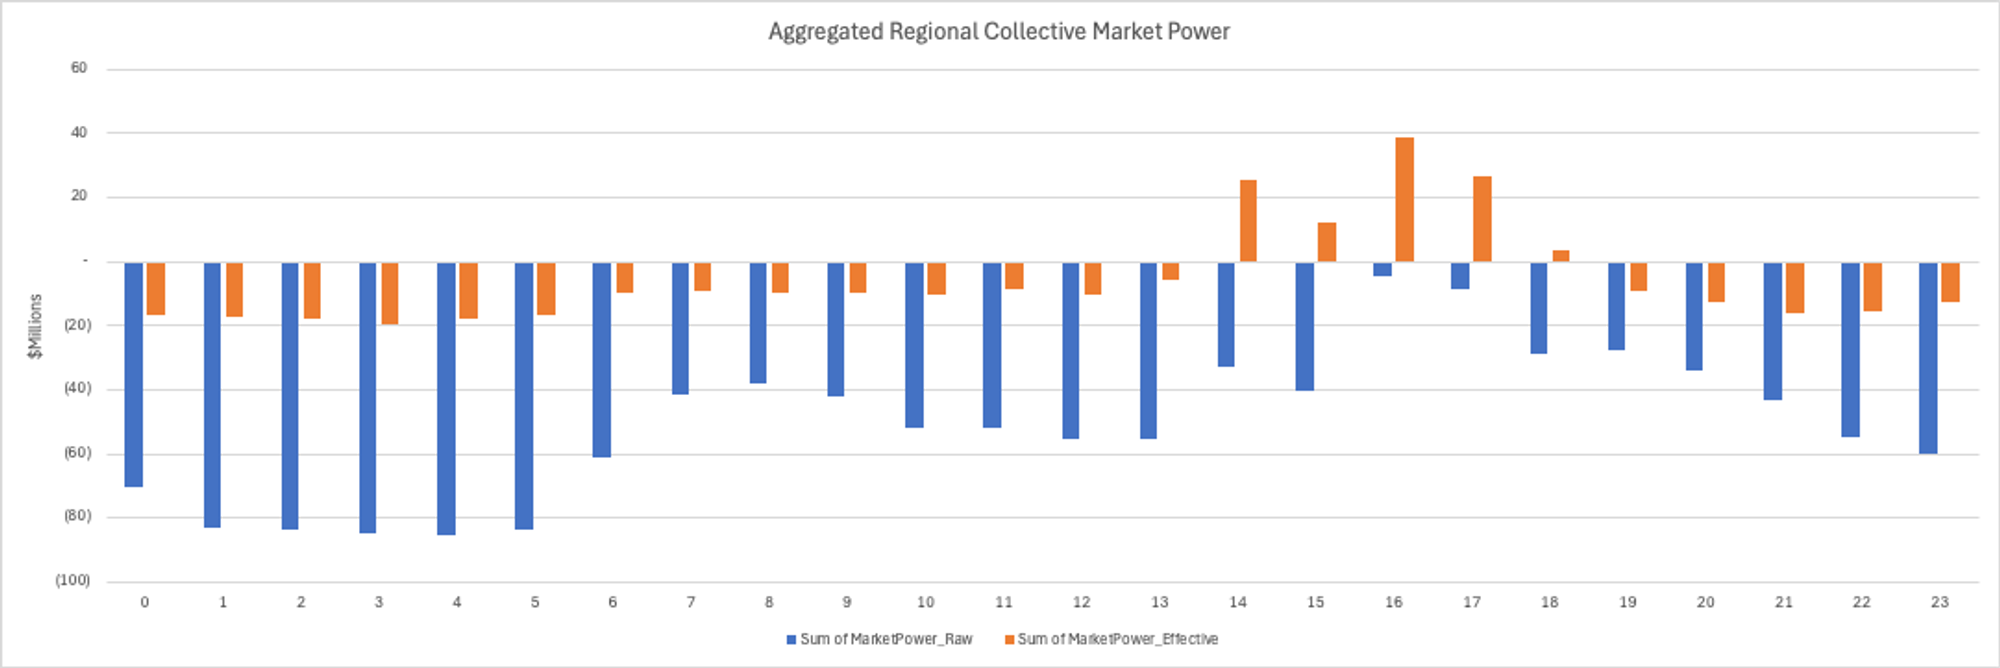 Aggregated Regional Collective Market Power
60
40
20
-
(20)
(40)
(60)
(80)
(100)
$Millions
0 1 2 3 4 5 6 7 8 9 10 11 12 13 14 15 16 17 18 19 20 21 22 23
Sum of MarketPower_Raw Sum of MarketPower_Effective